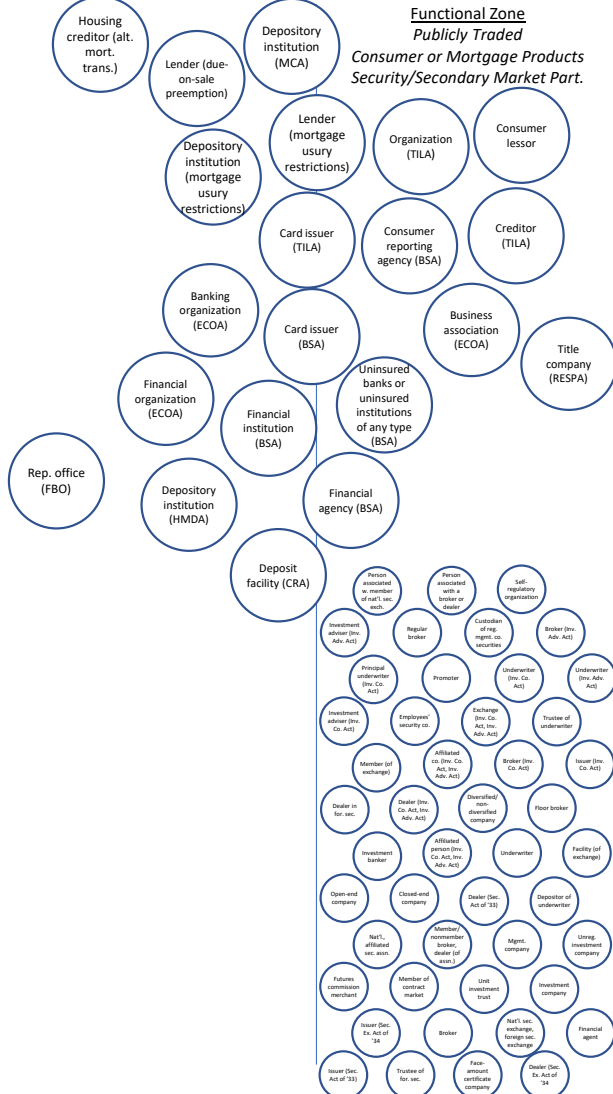 Functional Zone
Publicly Traded
Consumer or Mortgage Products
Security/Secondary Market Part.
Housing
creditor (alt.
mort.
trans.)
Lender (due-
on-sale
preemption)
Depository
institution
(MCA)
Depository
institution
(mortgage
usury
restrictions)
Lender
(mortgage
usury
restrictions)
Organization
(TILA)
Consumer
lessor
Card issuer
(TILA)
Consumer
reporting
agency (BSA)
Creditor
(TILA)
Banking
organization
(ECOA)
Card issuer
(BSA)
Business
association
(ECOA)
Title
company
(RESPA)
Financial
organization
(ECOA)
Financial
institution
(BSA)
Uninsured
banks or
uninsured
institutions
of any type
(BSA)
Rep. office
(FBO)
Depository
institution
(HMDA)
Financial
agency (BSA)
Deposit
facility (CRA)
Person
associated
w. member
of nat'l. sec.
exch.
Person
associated
with a
broker or
dealer
Self-
regulatory
organization
Investment
adviser (Inv.
Adv. Act)
Regular
broker
Custodian
of reg.
mgmt. co.
securities
Broker (Inv.
Adv. Act)
Principal
underwriter
(Inv. Co.
Act)
Promoter
Underwriter
(Inv. Co.
Act)
Underwriter
(Inv. Adv.
Act)
Investment
adviser (Inv.
Co. Act)
Employees'
security co.
Exchange
(Inv. Co.
Act, Inv.
Adv. Act)
Trustee of
underwriter
Member (of
exchange)
Affiliated
co. (Inv. Co.
Act, Inv.
Adv. Act)
Broker (Inv.
Co. Act)
Issuer (Inv.
Co. Act)
Dealer in
for. sec.
Dealer (Inv.
Co. Act, Inv.
Adv. Act)
Diversified/
non-
diversified
company
Floor broker
Investment
banker
Affiliated
person (Inv.
Co. Act, Inv.
Adv. Act)
Underwriter
Facility (of
exchange)
Open-end
company
Closed-end
company
Dealer (Sec.
Act of '33)
Depositor of
underwriter
Nat'l.,
affiliated
sec. assn.
Member/
nonmember
broker,
dealer (of
assn.)
Mgmt.
company
Unreg.
investment
company
Futures
commission
merchant
Member of
contract
market
Unit
investment
trust
Investment
company
Issuer (Sec.
Ex. Act of
'34
Broker
Nat'l. sec.
exchange,
foreign sec.
exchange
Financial
agent
Issuer (Sec.
Act of '33)
Trustee of
for. sec.
Face-
amount
certificate
company
Dealer (Sec.
Ex. Act of
'34